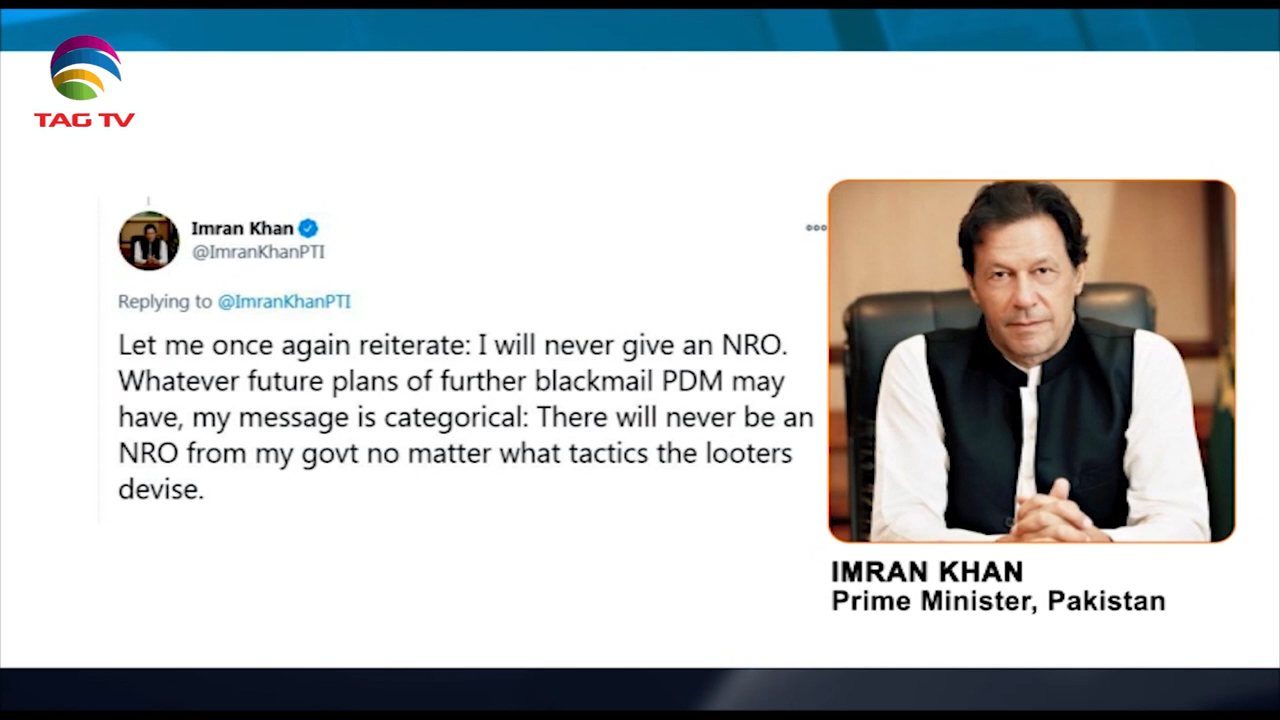 TAG TV
Imran Khan
@ImranKhanPTI
Replying to @ImranKhanPTI
Let me once again reiterate: I will never give an NRO.
Whatever future plans of further blackmail PDM may
have, my message is categorical: There will never be an
NRO from my govt no matter what tactics the looters
devise.
IMRAN KHAN
Prime Minister, Pakistan